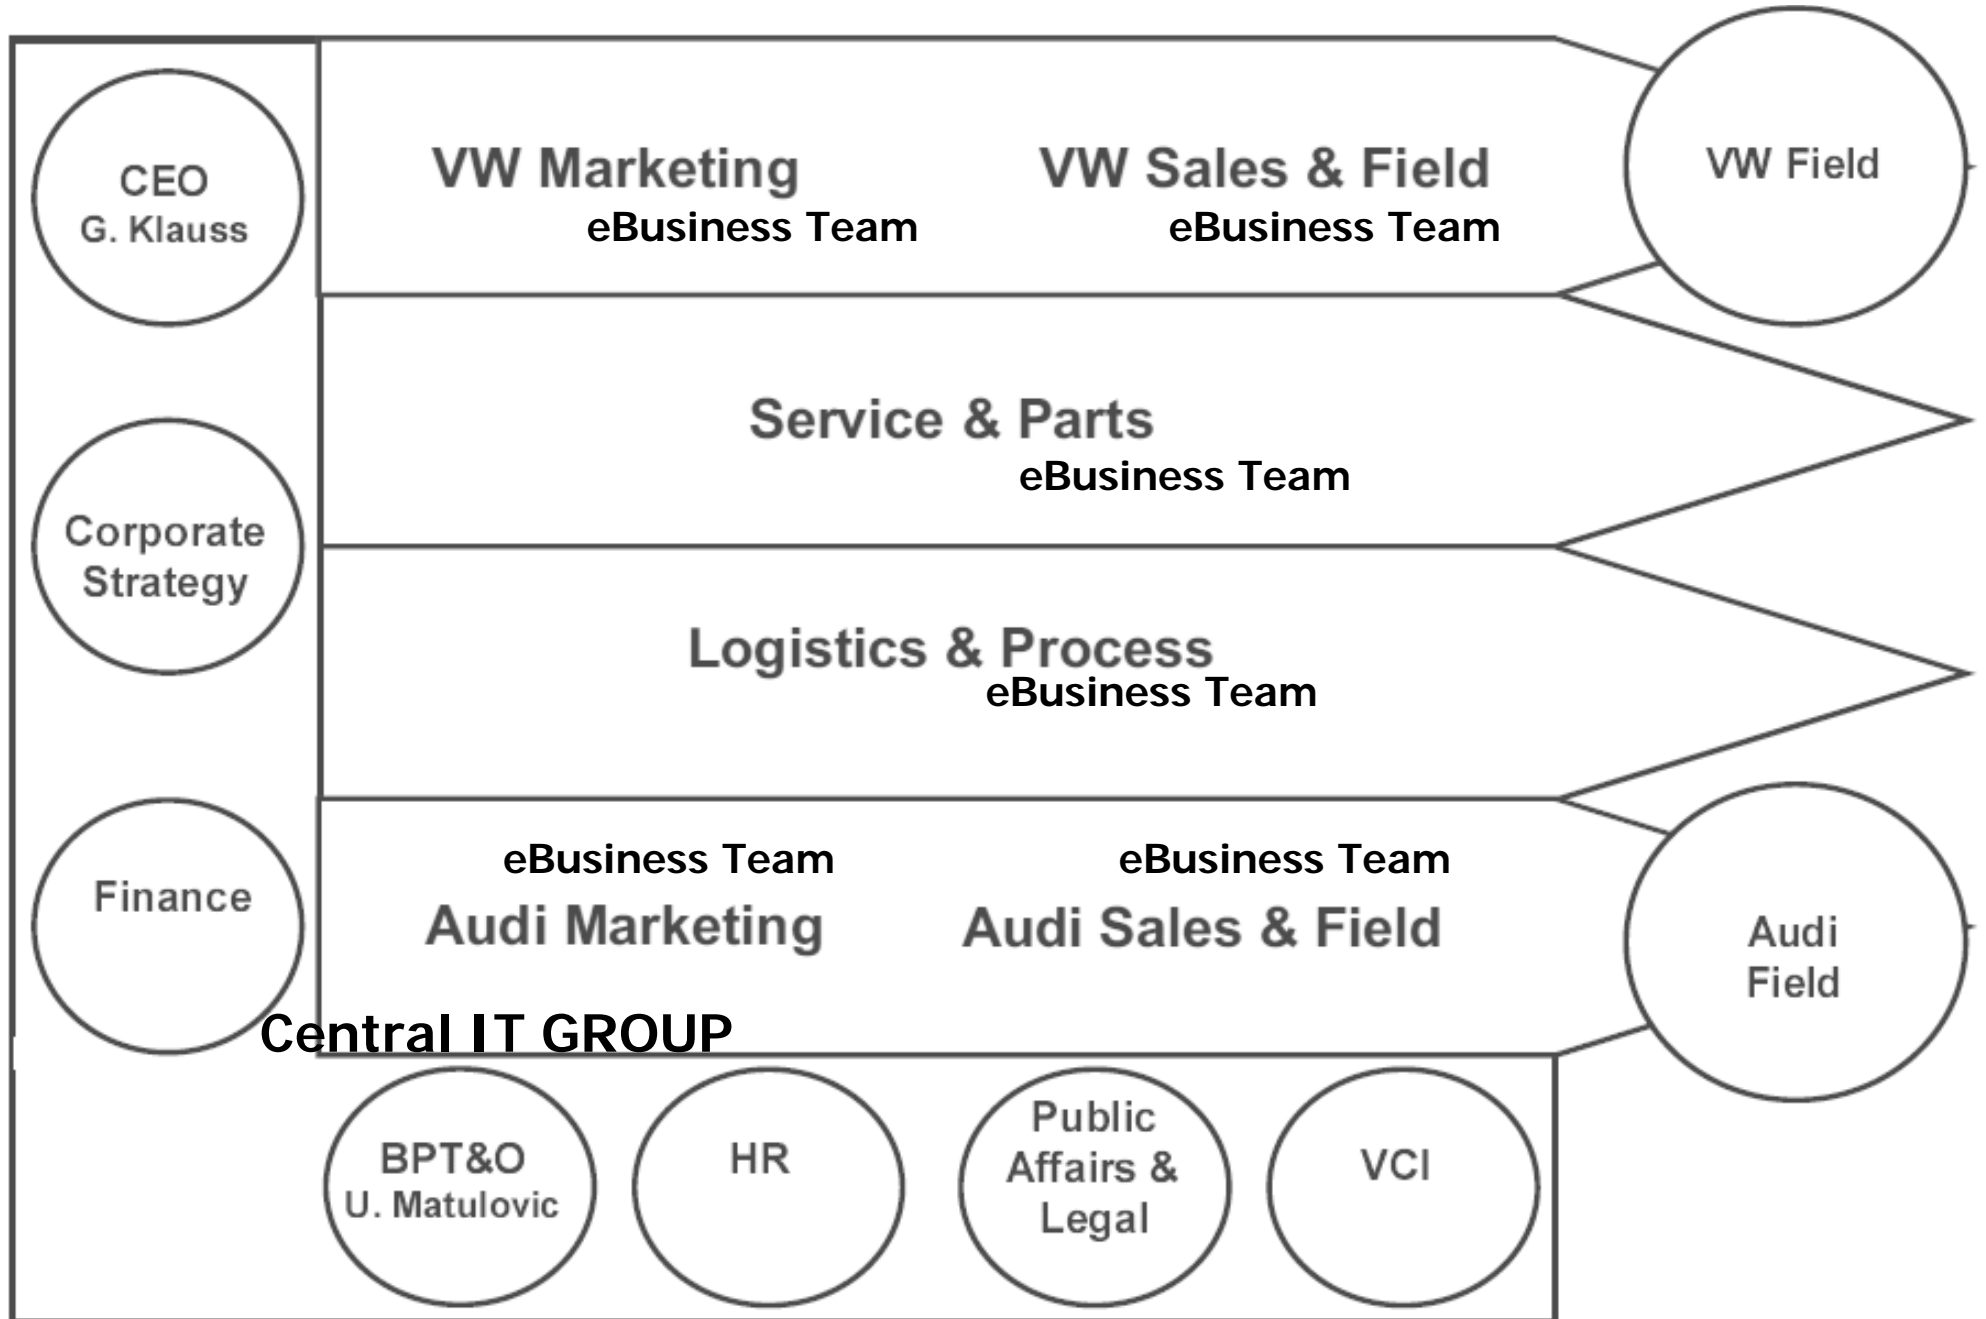 CEO
G. Klauss
VW Marketing
eBusiness Team
VW Sales & Field
eBusiness Team
VW Field
Service & Parts
eBusiness Team
Corporate
Strategy
Logistics & Process
eBusiness Team
Finance
eBusiness Team
Audi Marketing
eBusiness Team
Audi Sales & Field
Audi
Field
Central IT GROUP
BPT&O
U. Matulovic
HR
Public
Affairs &
Legal
VCI